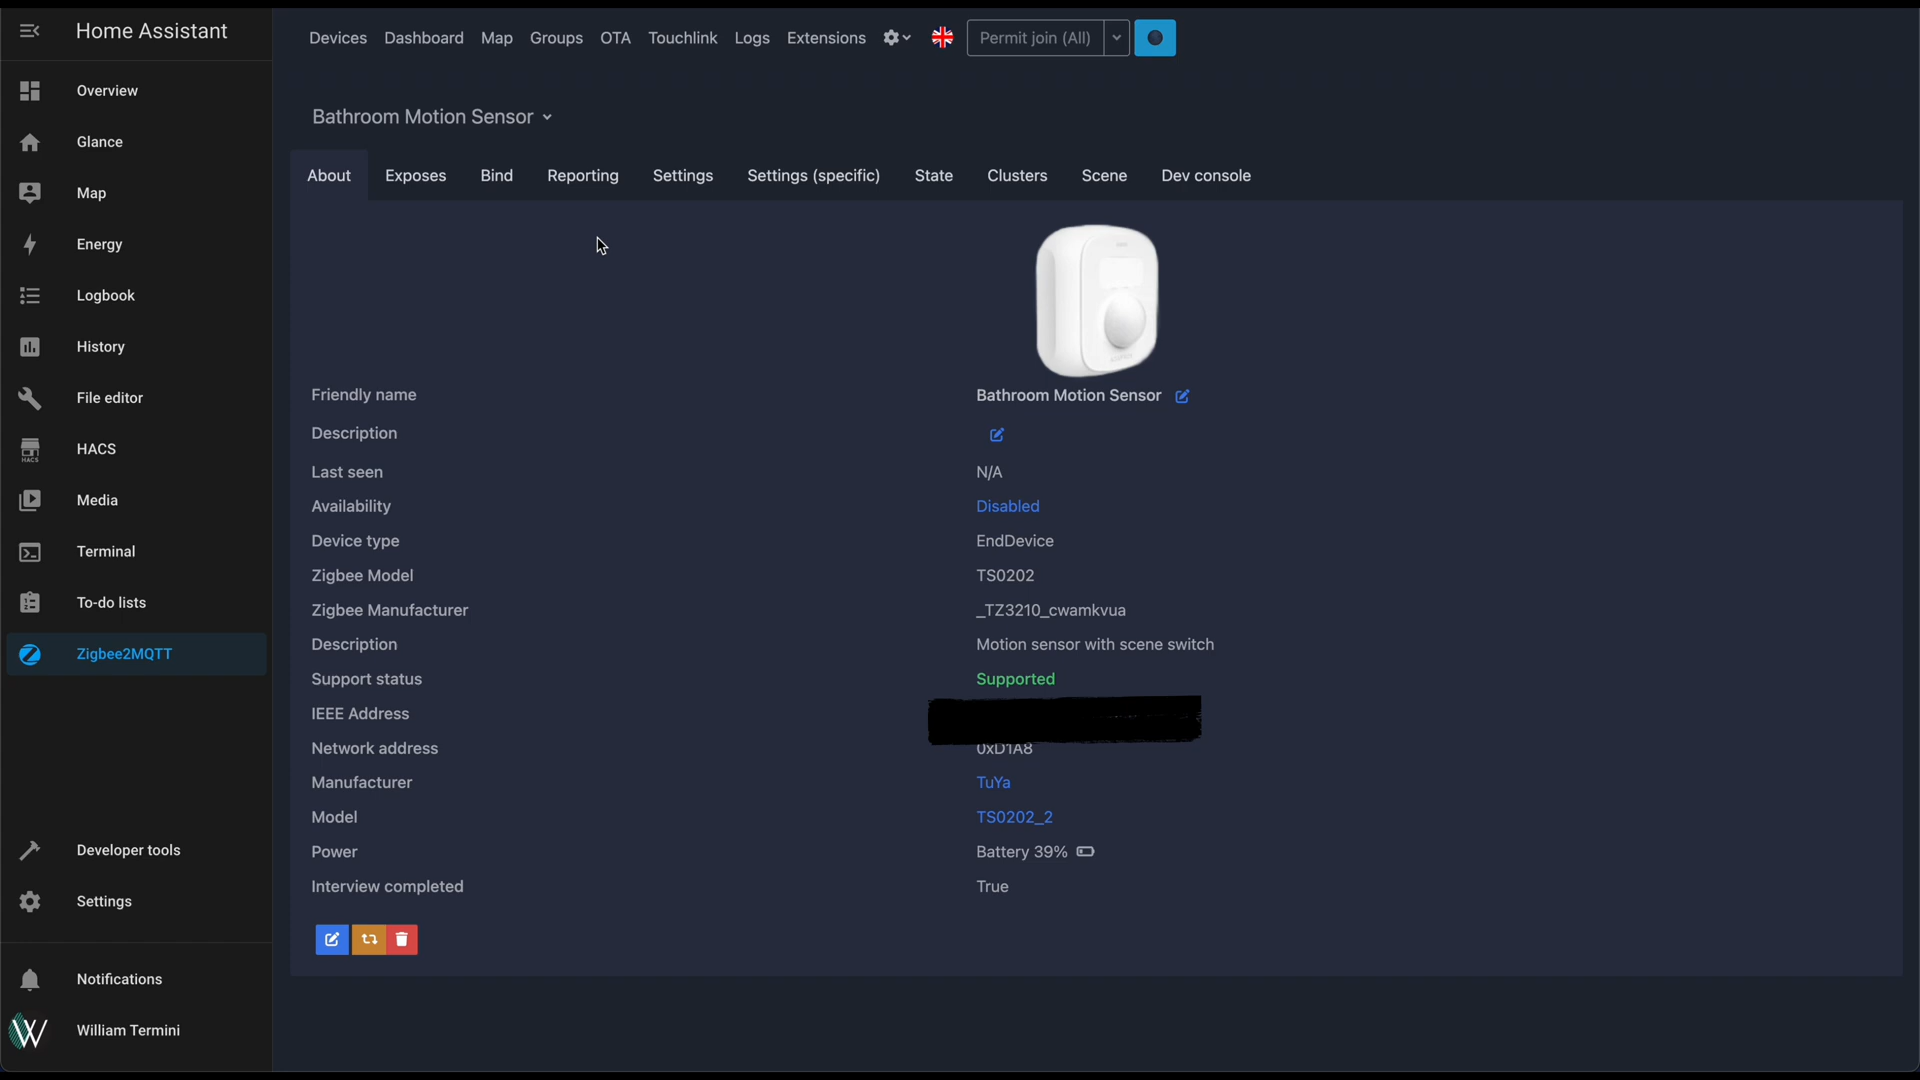 Home Assistant
Overview
Glance
Map
Energy
Logbook
History
File editor
HACS
HACS
Media
Terminal
To-do lists
Zigbee2MQTT
Developer tools
Settings
Notifications
W
William Termini
Devices Dashboard Map Groups OTA Touchlink Logs Extensions Permit join (All)
Bathroom Motion Sensor
About Exposes Bind Reporting Settings Settings (specific) State Clusters Scene Dev console
Friendly name Bathroom Motion Sensor
Description
Last seen N/A
Availability Disabled
Device type EndDevice
Zigbee Model TS0202
Zigbee Manufacturer _TZ3210_cwamkvua
Description Motion sensor with scene switch
Support status Supported
IEEE Address
Network address 0xD1A8
Manufacturer TuYa
Model TS0202_2
Power Battery 39%
Interview completed True